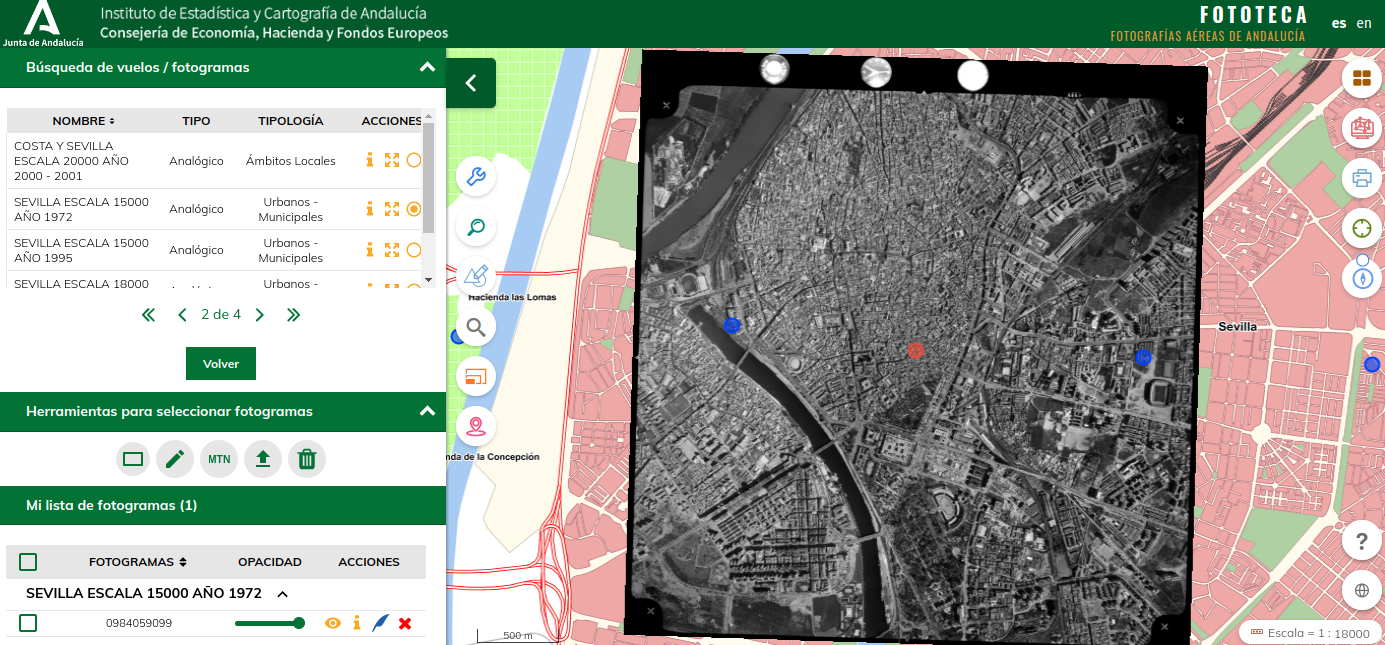 Junta de Andalucía
Instituto de Estadística y Cartografía de Andalucía
Consejería de Economía, Hacienda y Fondos Europeos
FOTOTECA
FOTOGRAFÍAS AÉREAS DE ANDALUCÍA
es en
Búsqueda de vuelos / fotogramas
NOMBRE TIPO TIPOLOGÍA ACCIONES
COSTA Y SEVILLA
ESCALA 20000 AÑO
2000 - 2001
Analógico
Ámbitos Locales
SEVILLA ESCALA 15000
AÑO 1972
Analógico
Urbanos -
Municipales
SEVILLA ESCALA 15000
AÑO 1995
Analógico
Urbanos -
Municipales
SEVILLA ESCALA 18000
Urbanos -
2 de 4
Volver
Herramientas para seleccionar fotogramas
MTN
Mi lista de fotogramas (1)
FOTOGRAMAS OPACIDAD ACCIONES
SEVILLA ESCALA 15000 AÑO 1972
0984059099
Hacienda las Lomas
nda de la Concepción
Sevilla
500 m
?
Escala = 1 : 18000